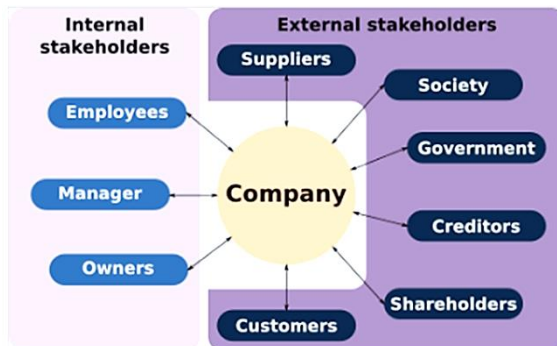 Internal
stakeholders
External stakeholders
Suppliers
Society
Employees
Government
Manager
Company
Creditors
Owners
Shareholders
Customers